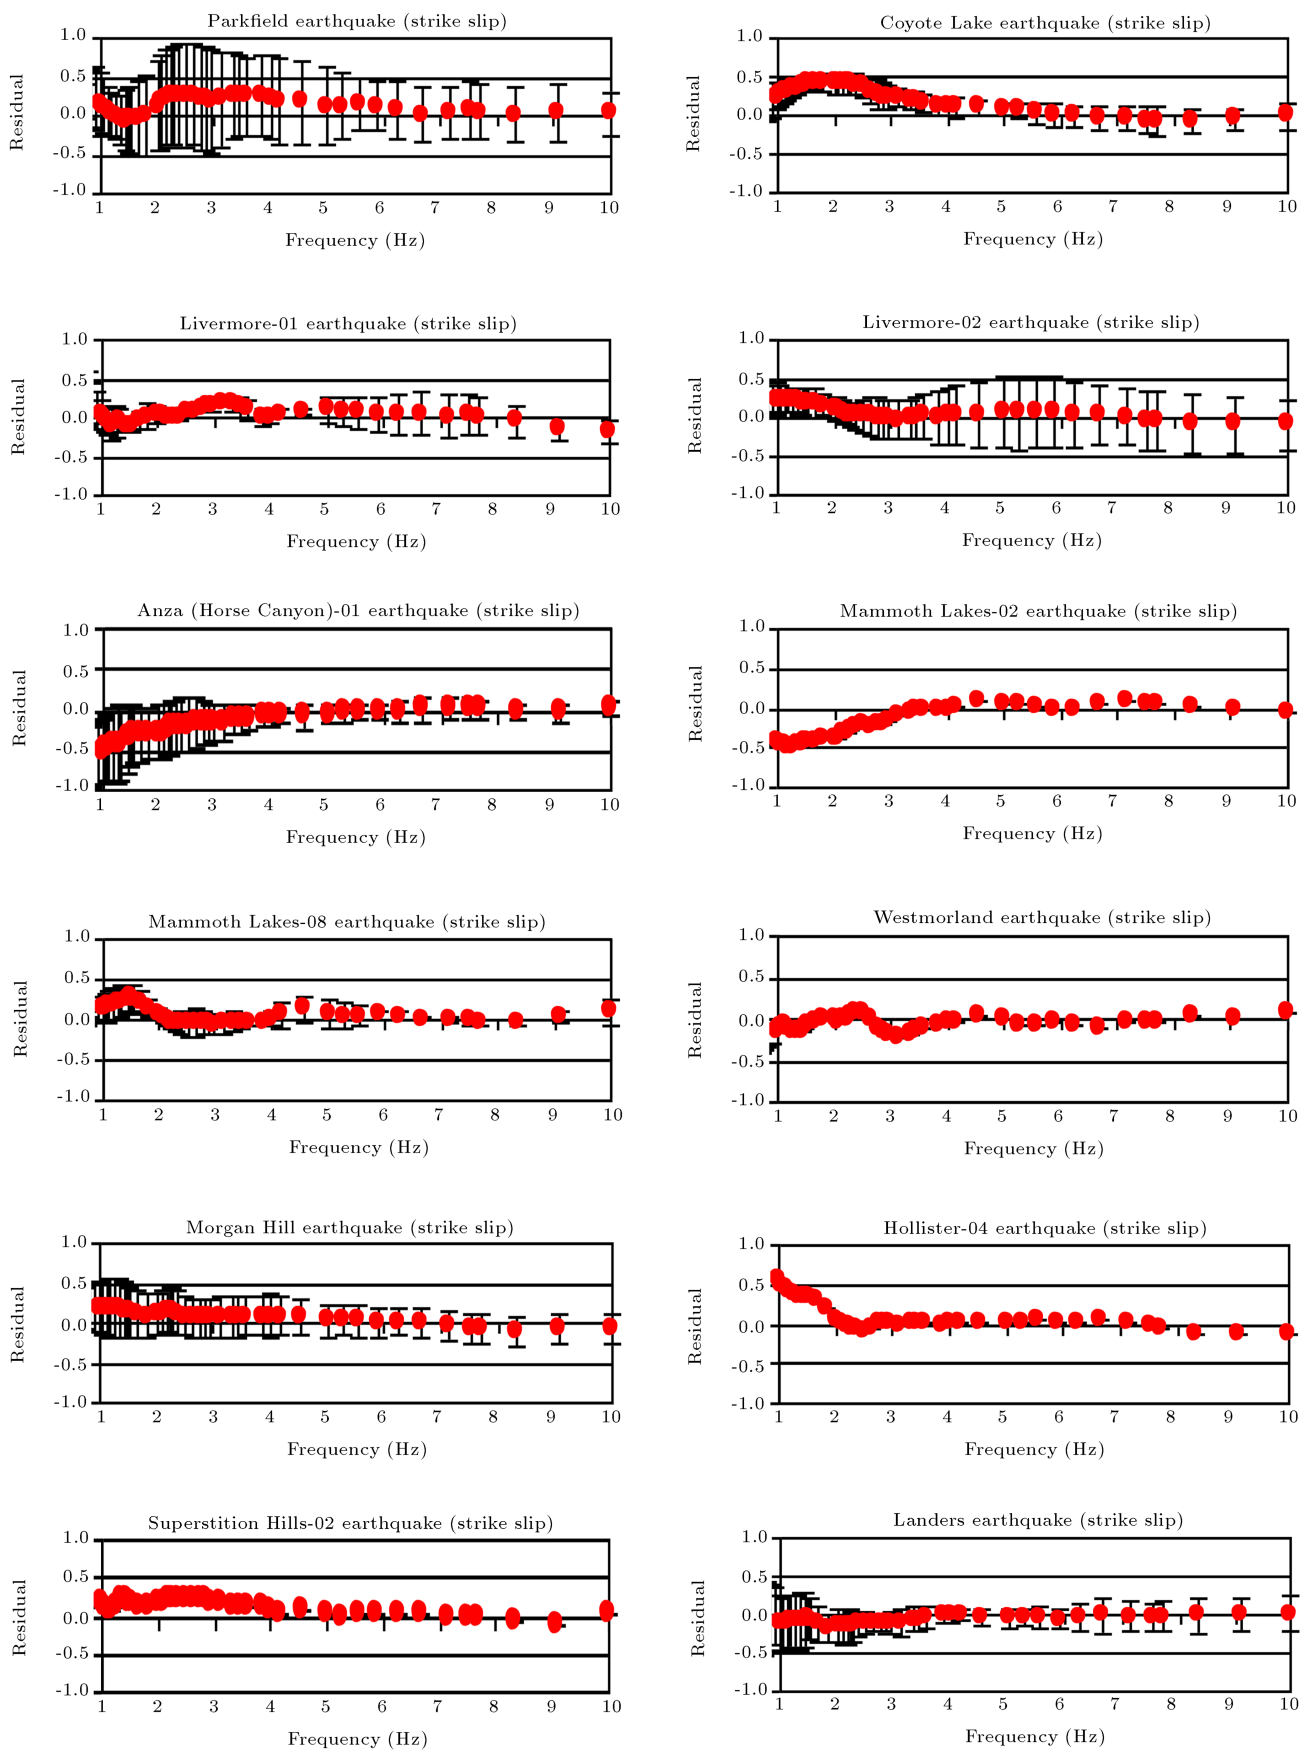 Parkfield earthquake (strike slip)
1.0
0.5
0.0
-0.5
-1.0
Residual
1 2 3 4 5 6 7 8 9 10
Frequency (Hz)
Coyote Lake earthquake (strike slip)
1.0
0.5
0.0
-0.5
-1.0
Residual
1 2 3 4 5 6 7 8 9 10
Frequency (Hz)
Livermore-01 earthquake (strike slip)
1.0
0.5
0.0
-0.5
-1.0
Residual
1 2 3 4 5 6 7 8 9 10
Frequency (Hz)
Livermore-02 earthquake (strike slip)
1.0
0.5
0.0
-0.5
-1.0
Residual
1 2 3 4 5 6 7 8 9 10
Frequency (Hz)
Anza (Horse Canyon)-01 earthquake (strike slip)
1.0
0.5
0.0
-0.5
-1.0
Residual
1 2 3 4 5 6 7 8 9 10
Frequency (Hz)
Mammoth Lakes-02 earthquake (strike slip)
1.0
0.5
0.0
-0.5
-1.0
Residual
1 2 3 4 5 6 7 8 9 10
Frequency (Hz)
Mammoth Lakes-08 earthquake (strike slip)
1.0
0.5
0.0
-0.5
-1.0
Residual
1 2 3 4 5 6 7 8 9 10
Frequency (Hz)
Westmorland earthquake (strike slip)
1.0
0.5
0.0
-0.5
-1.0
Residual
1 2 3 4 5 6 7 8 9 10
Frequency (Hz)
Morgan Hill earthquake (strike slip)
1.0
0.5
0.0
-0.5
-1.0
Residual
1 2 3 4 5 6 7 8 9 10
Frequency (Hz)
Hollister-04 earthquake (strike slip)
1.0
0.5
0.0
-0.5
-1.0
Residual
1 2 3 4 5 6 7 8 9 10
Frequency (Hz)
Superstition Hills-02 earthquake (strike slip)
1.0
0.5
0.0
-0.5
-1.0
Residual
1 2 3 4 5 6 7 8 9 10
Frequency (Hz)
Landers earthquake (strike slip)
1.0
0.5
0.0
-0.5
-1.0
Residual
1 2 3 4 5 6 7 8 9 10
Frequency (Hz)